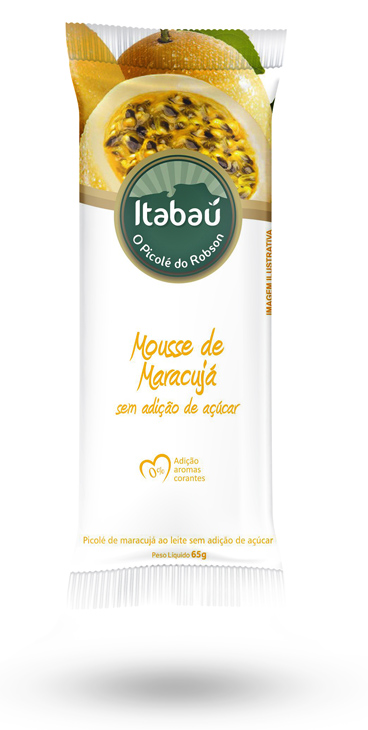 Itabaú
O Picolé do Robson
IMAGEM ILUSTRATIVA
Mousse de
Maracujá
sem adição de açúcar
Adição
aromas
corantes
Picolé de maracujá ao leite sem adição de açúcar
Peso Líquido 65g